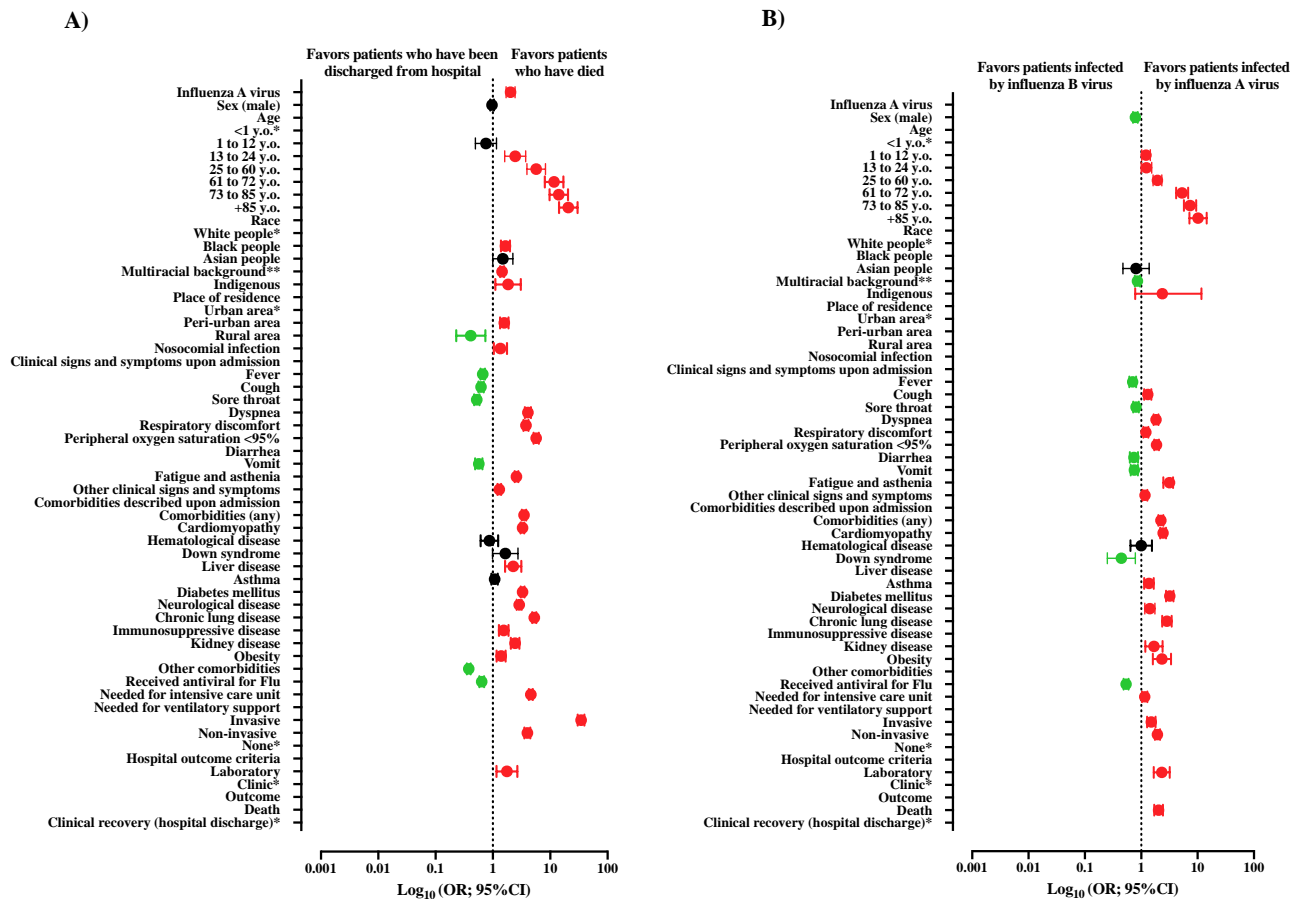 A)
Favors patients who have been
discharged from hospital
Favors patients
who have died
Influenza A virus
Sex (male)
Age
<1 y.o.*
1 to 12 y.o.
13 to 24 y.o.
25 to 60 y.o.
61 to 72 y.o.
73 to 85 y.o.
+85 y.o.
Race
White people*
Black people
Asian people
Multiracial background**
Indigenous
Place of residence
Urban area*
Peri-urban area
Rural area
Nosocomial infection
Clinical signs and symptoms upon admission
Fever
Cough
Sore throat
Dyspnea
Respiratory discomfort
Peripheral oxygen saturation <95%
Diarrhea
Vomit
Fatigue and asthenia
Other clinical signs and symptoms
Comorbidities described upon admission
Comorbidities (any)
Cardiomyopathy
Hematological disease
Down syndrome
Liver disease
Asthma
Diabetes mellitus
Neurological disease
Chronic lung disease
Immunosuppressive disease
Kidney disease
Obesity
Other comorbidities
Received antiviral for Flu
Needed for intensive care unit
Needed for ventilatory support
Invasive
Non-invasive
None*
Hospital outcome criteria
Laboratory
Clinic*
Outcome
Death
Clinical recovery (hospital discharge)*
0.001 0.01 0.1 1 10 100
Log10 (OR; 95%CI)
B)
Favors patients infected
by influenza B virus
Favors patients infected
by influenza A virus
Influenza A virus
Sex (male)
Age
<1 y.o.*
1 to 12 y.o.
13 to 24 y.o.
25 to 60 y.o.
61 to 72 y.o.
73 to 85 y.o.
+85 y.o.
Race
White people*
Black people
Asian people
Multiracial background**
Indigenous
Place of residence
Urban area*
Peri-urban area
Rural area
Nosocomial infection
Clinical signs and symptoms upon admission
Fever
Cough
Sore throat
Dyspnea
Respiratory discomfort
Peripheral oxygen saturation <95%
Diarrhea
Vomit
Fatigue and asthenia
Other clinical signs and symptoms
Comorbidities described upon admission
Comorbidities (any)
Cardiomyopathy
Hematological disease
Down syndrome
Liver disease
Asthma
Diabetes mellitus
Neurological disease
Chronic lung disease
Immunosuppressive disease
Kidney disease
Obesity
Other comorbidities
Received antiviral for Flu
Needed for intensive care unit
Needed for ventilatory support
Invasive
Non-invasive
None*
Hospital outcome criteria
Laboratory
Clinic*
Outcome
Death
Clinical recovery (hospital discharge)*
0.001 0.01 0.1 1 10 100
Log10 (OR; 95%CI)